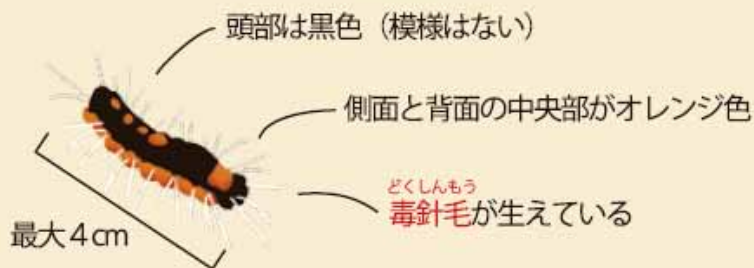 頭部は黒色（模様はない）
側面と背面の中央部がオレンジ色
どくしんもう
毒針毛が生えている
最大4cm